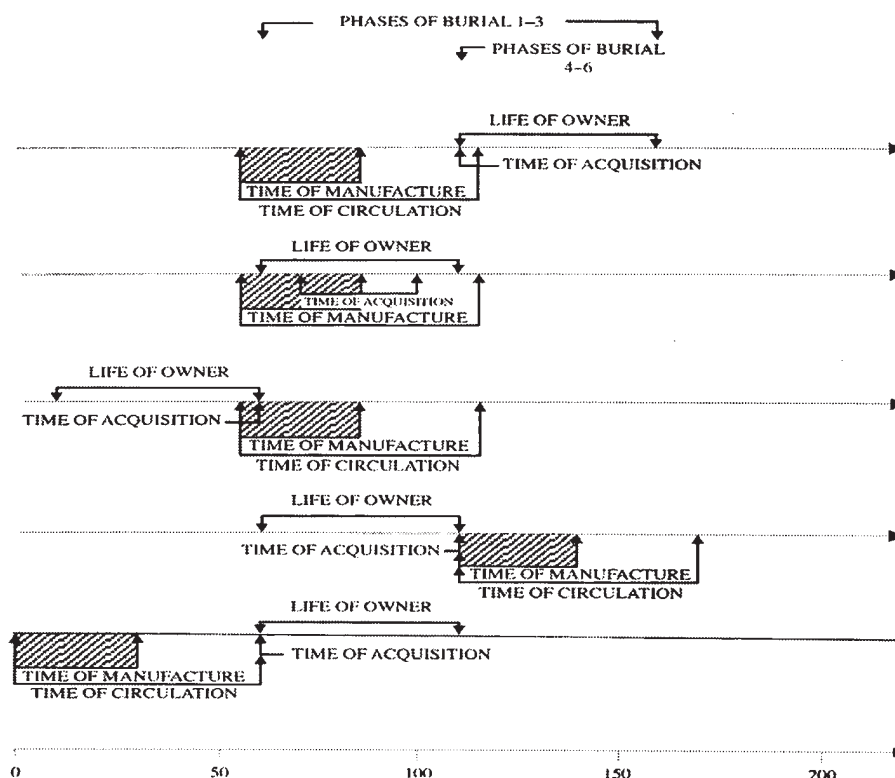 PHASES OF BURIAL 1–3
PHASES OF BURIAL
4–6
LIFE OF OWNER
TIME OF ACQUISITION
TIME OF MANUFACTURE
TIME OF CIRCULATION
LIFE OF OWNER
TIME OF ACQUISITION
TIME OF MANUFACTURE
LIFE OF OWNER
TIME OF ACQUISITION
TIME OF MANUFACTURE
TIME OF CIRCULATION
LIFE OF OWNER
TIME OF ACQUISITION
TIME OF MANUFACTURE
TIME OF CIRCULATION
LIFE OF OWNER
TIME OF ACQUISITION
TIME OF MANUFACTURE
TIME OF CIRCULATION
0 50 100 150 200